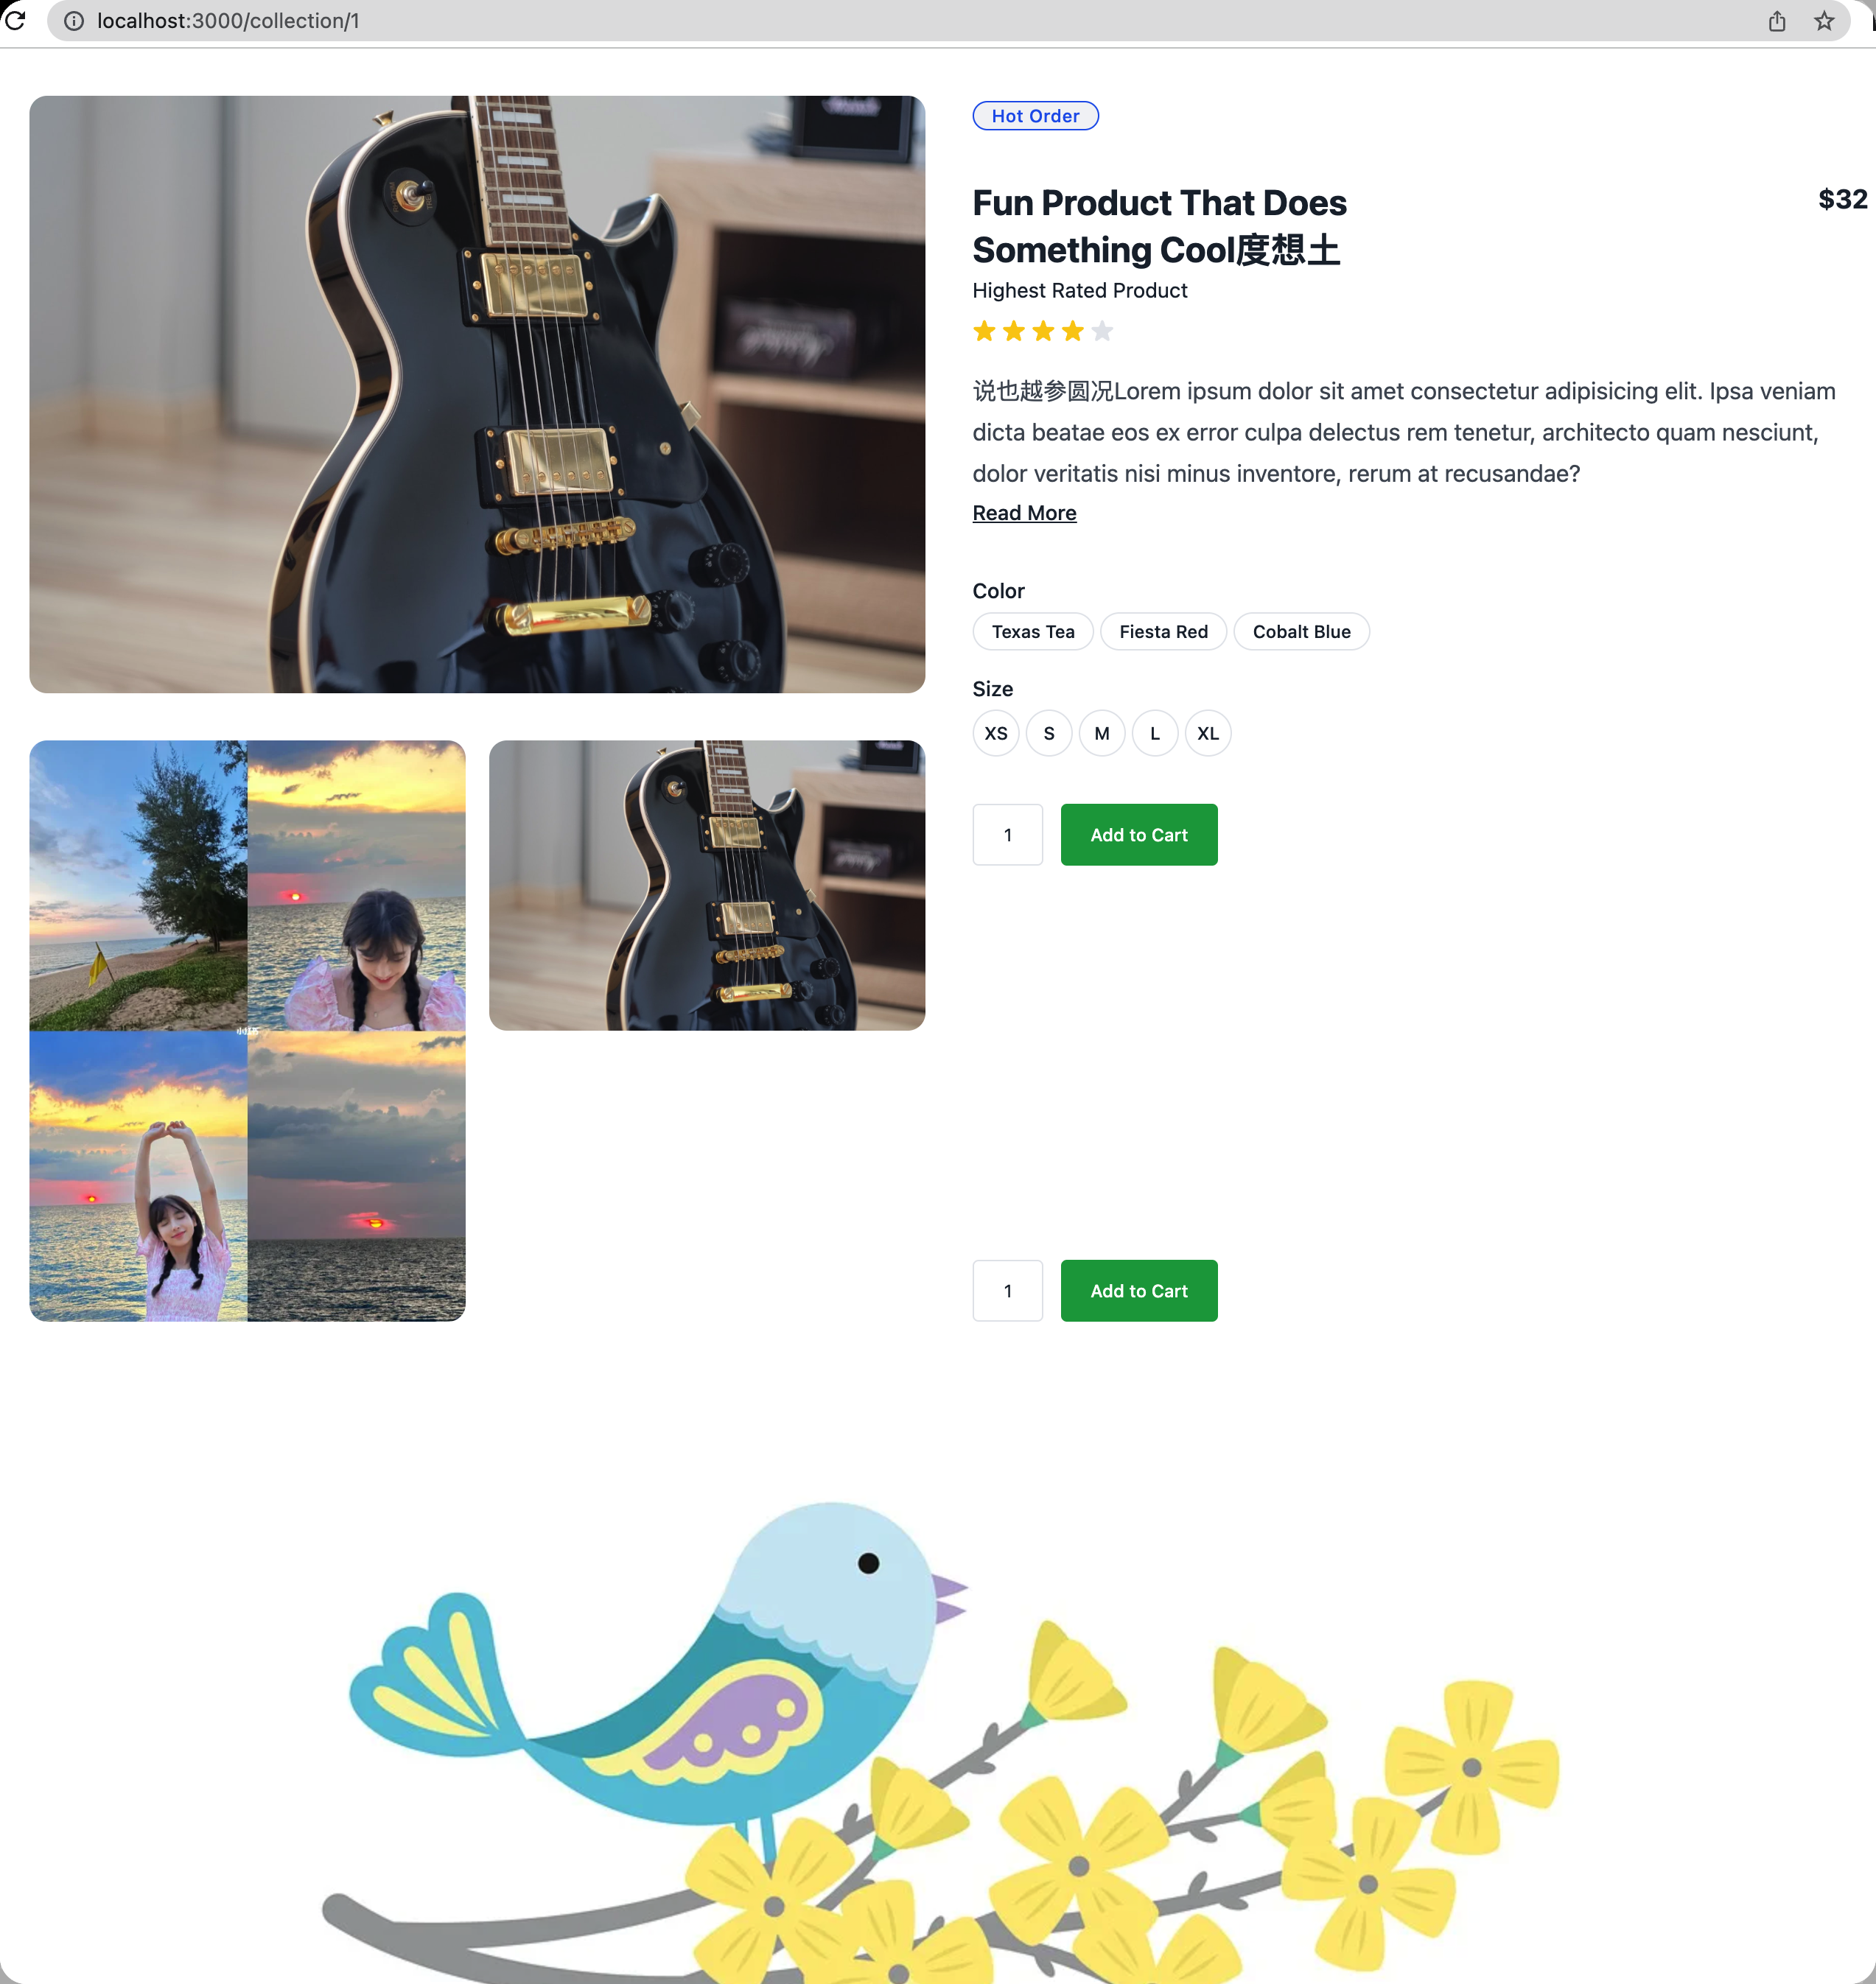 localhost:3000/collection/1
Hot Order
Fun Product That Does
Something Cool度想土
$32
Highest Rated Product
说也越参圆况Lorem ipsum dolor sit amet consectetur adipisicing elit. Ipsa veniam
dicta beatae eos ex error culpa delectus rem tenetur, architecto quam nesciunt,
dolor veritatis nisi minus inventore, rerum at recusandae?
Read More
Color
Texas Tea
Fiesta Red
Cobalt Blue
Size
XS
S
M
L
XL
1
Add to Cart
1
Add to Cart